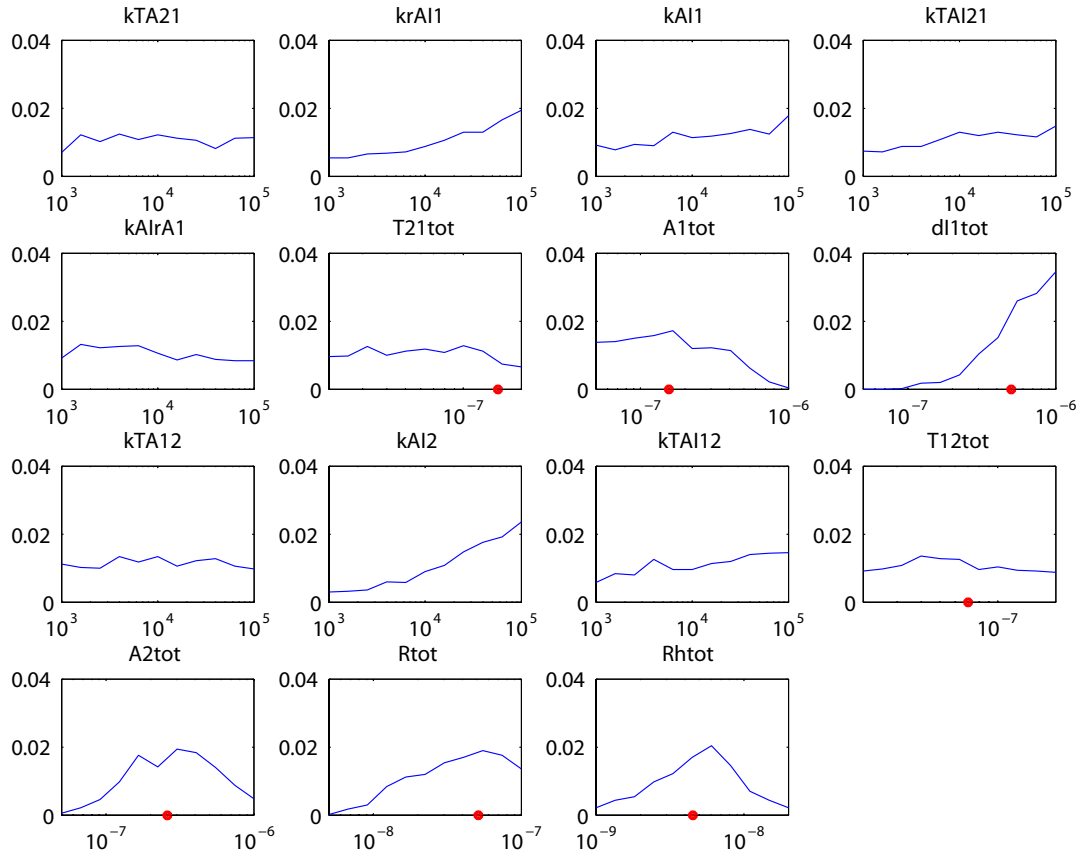 kTA21 krAI1 kAI1 kTAI21
0.04 0.04 0.04 0.04
0.02 0.02 0.02 0.02
0 0 0 0
10^3 10^4 10^5 10^3 10^4 10^5 10^3 10^4 10^5 10^3 10^4 10^5
kAIrA1 T21tot A1tot dI1tot
0.04 0.04 0.04 0.04
0.02 0.02 0.02 0.02
0 0 0 0
10^3 10^4 10^5 10^−7 10^−7 10^−6 10^−7 10^−6
kTA12 kAI2 kTAI12 T12tot
0.04 0.04 0.04 0.04
0.02 0.02 0.02 0.02
0 0 0 0
10^3 10^4 10^5 10^3 10^4 10^5 10^3 10^4 10^5 10^−7
A2tot Rtot Rhtot
0.04 0.04 0.04
0.02 0.02 0.02
0 0 0
10^−7 10^−6 10^−8 10^−7 10^−9 10^−8